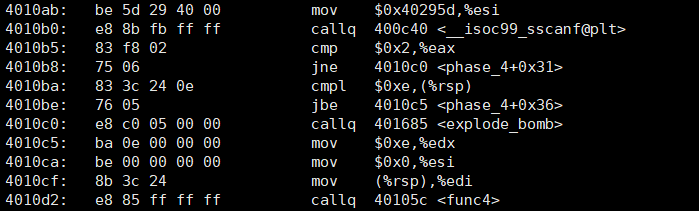 4010ab: be 5d 29 40 00 mov $0x40295d,%esi
4010b0: e8 8b fb ff ff callq 400c40 <__isoc99_sscanf@plt>
4010b5: 83 f8 02 cmp $0x2,%eax
4010b8: 75 06 jne 4010c0 <phase_4+0x31>
4010ba: 83 3c 24 0e cmpl $0xe,(%rsp)
4010be: 76 05 jbe 4010c5 <phase_4+0x36>
4010c0: e8 c0 05 00 00 callq 401685 <explode_bomb>
4010c5: ba 0e 00 00 00 mov $0xe,%edx
4010ca: be 00 00 00 00 mov $0x0,%esi
4010cf: 8b 3c 24 mov (%rsp),%edi
4010d2: e8 85 ff ff ff callq 40105c <func4>